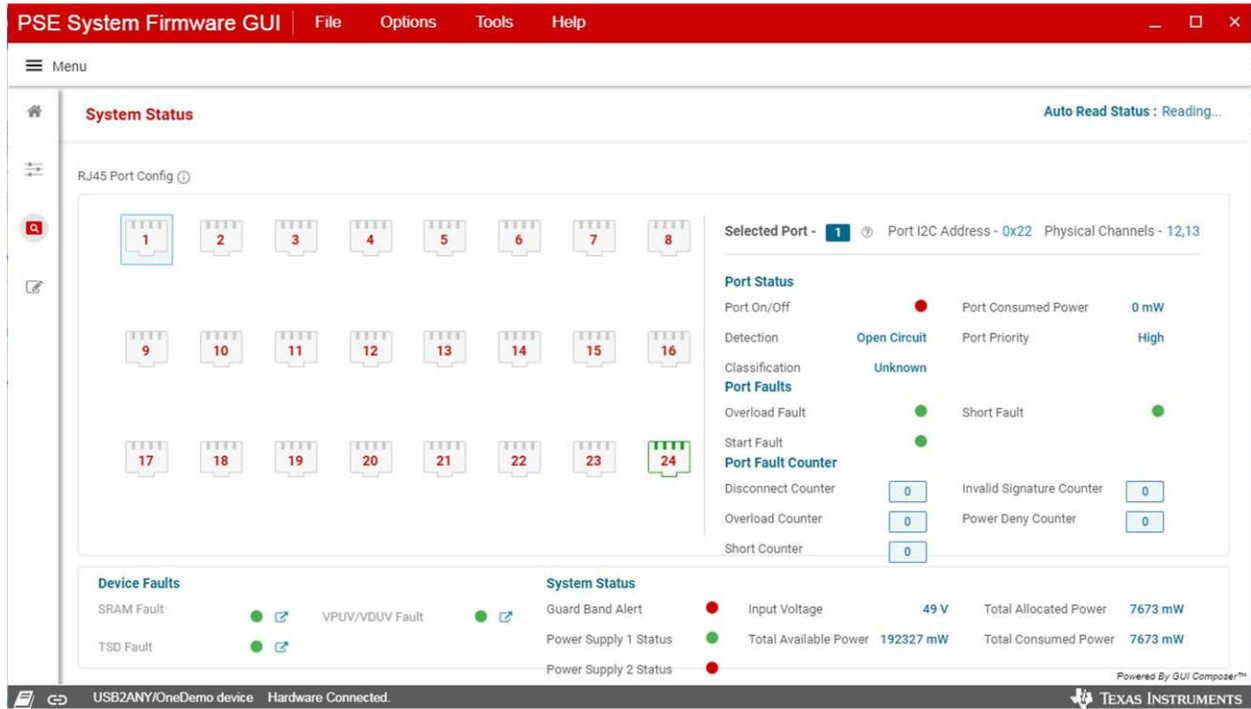 PSE System Firmware GUI File Options Tools Help
Menu
System Status
Auto Read Status : Reading...
RJ45 Port Config
1 2 3 4 5 6 7 8
9 10 11 12 13 14 15 16
17 18 19 20 21 22 23 24
Selected Port - 1 Port I2C Address - 0x22 Physical Channels - 12,13
Port Status
Port On/Off Port Consumed Power 0 mW
Detection Open Circuit Port Priority High
Classification Unknown
Port Faults
Overload Fault Short Fault
Start Fault
Port Fault Counter
Disconnect Counter 0 Invalid Signature Counter 0
Overload Counter 0 Power Deny Counter 0
Short Counter 0
Device Faults
SRAM Fault VPUV/VDUV Fault
TSD Fault
System Status
Guard Band Alert Input Voltage 49 V Total Allocated Power 7673 mW
Power Supply 1 Status Total Available Power 192327 mW Total Consumed Power 7673 mW
Power Supply 2 Status
Powered By GUI Composer™
USB2ANY/OneDemo device Hardware Connected.
TEXAS INSTRUMENTS